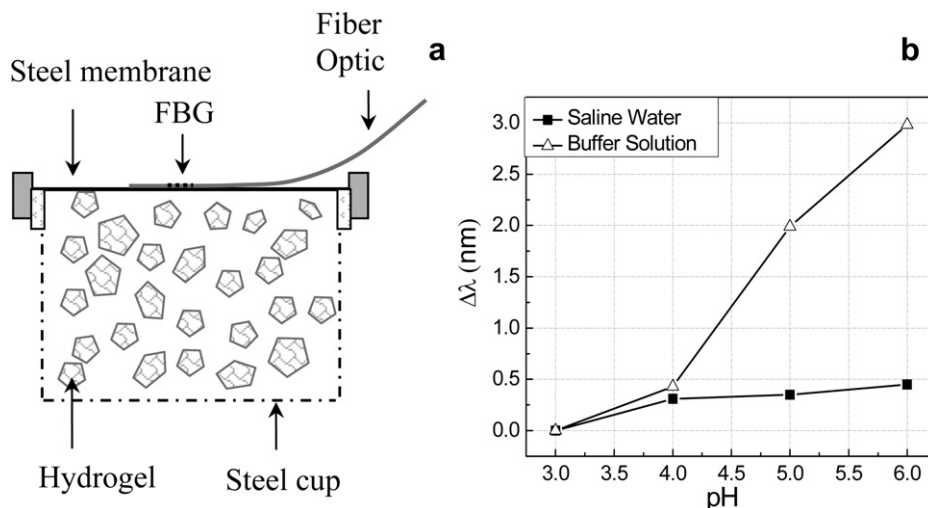 Fiber
Optic
a
Steel membrane
FBG
Hydrogel
Steel cup
b
Saline Water
Buffer Solution
3.0
2.5
2.0
1.5
1.0
0.5
0.0
Δλ (nm)
3.0 3.5 4.0 4.5 5.0 5.5 6.0
pH